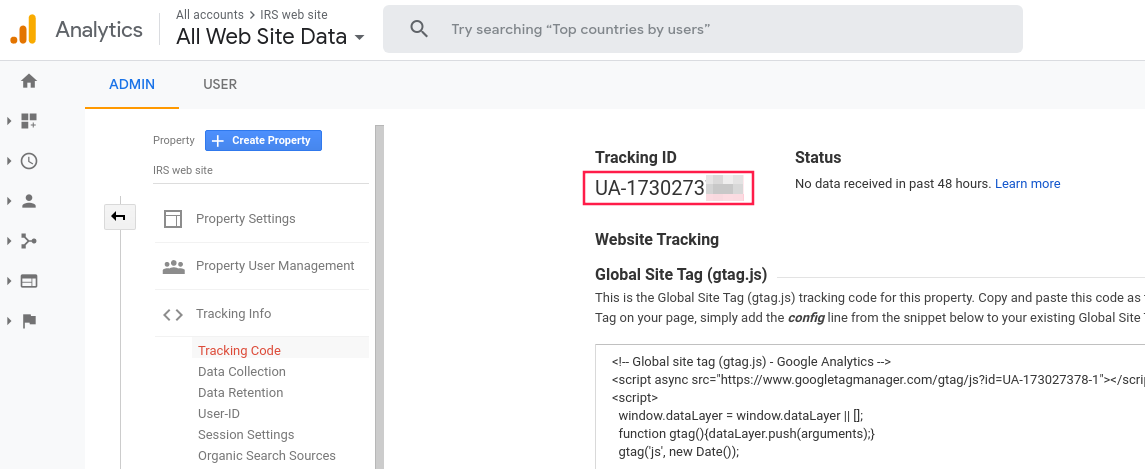 Analytics
All accounts > IRS web site
All Web Site Data
Try searching “Top countries by users”
ADMIN
USER
Property
Create Property
IRS web site
Property Settings
Property User Management
Tracking Info
Tracking Code
Data Collection
Data Retention
User-ID
Session Settings
Organic Search Sources
Tracking ID
UA-1730273
Status
No data received in past 48 hours. Learn more
Website Tracking
Global Site Tag (gtag.js)
This is the Global Site Tag (gtag.js) tracking code for this property. Copy and paste this code as
Tag on your page, simply add the config line from the snippet below to your existing Global Site
<!-- Global site tag (gtag.js) - Google Analytics -->
<script async src="https://www.googletagmanager.com/gtag/js?id=UA-173027378-1"></scri
<script>
window.dataLayer = window.dataLayer || [];
function gtag(){dataLayer.push(arguments);}
gtag('js', new Date());